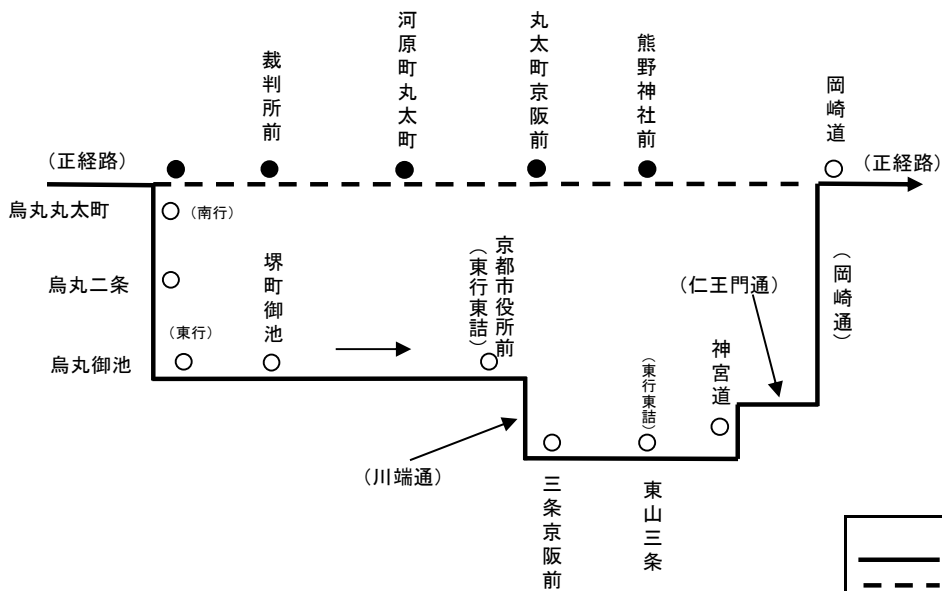 裁判所前
河原町丸太町
丸太町京阪前
熊野神社前
岡崎道
(正経路)
(正経路)
烏丸丸太町
(南行)
烏丸二条
堺町御池
京都市役所前
(東行東詰)
(仁王門通)
(岡崎通)
(東行)
烏丸御池
(東行東詰)
神宮道
(川端通)
三条京阪前
東山三条